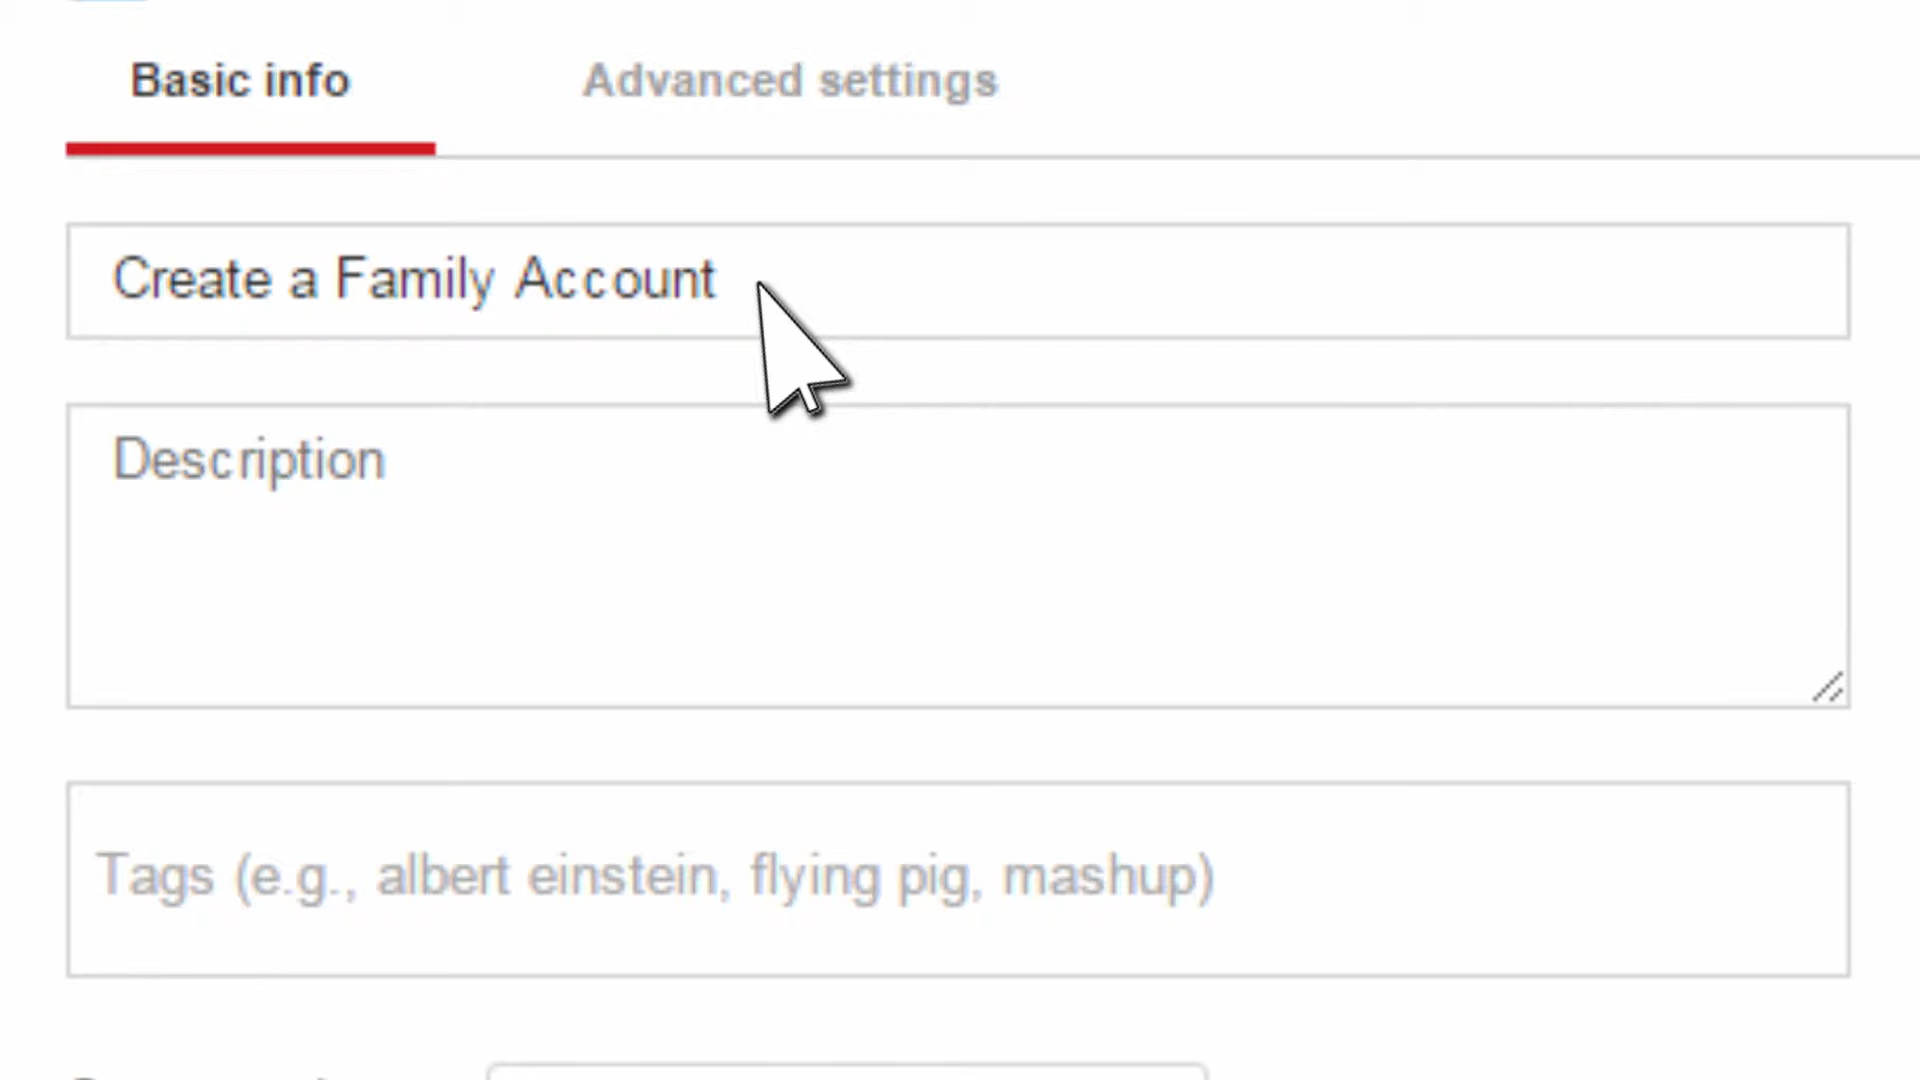 Basic info
Advanced settings
Create a Family Account
Description
Tags (e.g., albert einstein, flying pig, mashup)